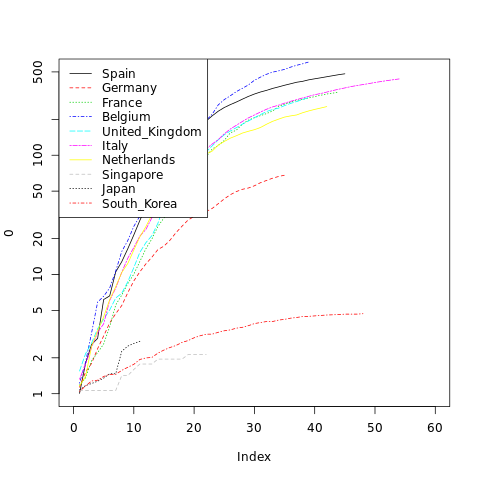 Spain
Germany
France
Belgium
United_Kingdom
Italy
Netherlands
Singapore
Japan
South_Korea
0
500
100
50
20
10
5
2
1
0 10 20 30 40 50 60
Index